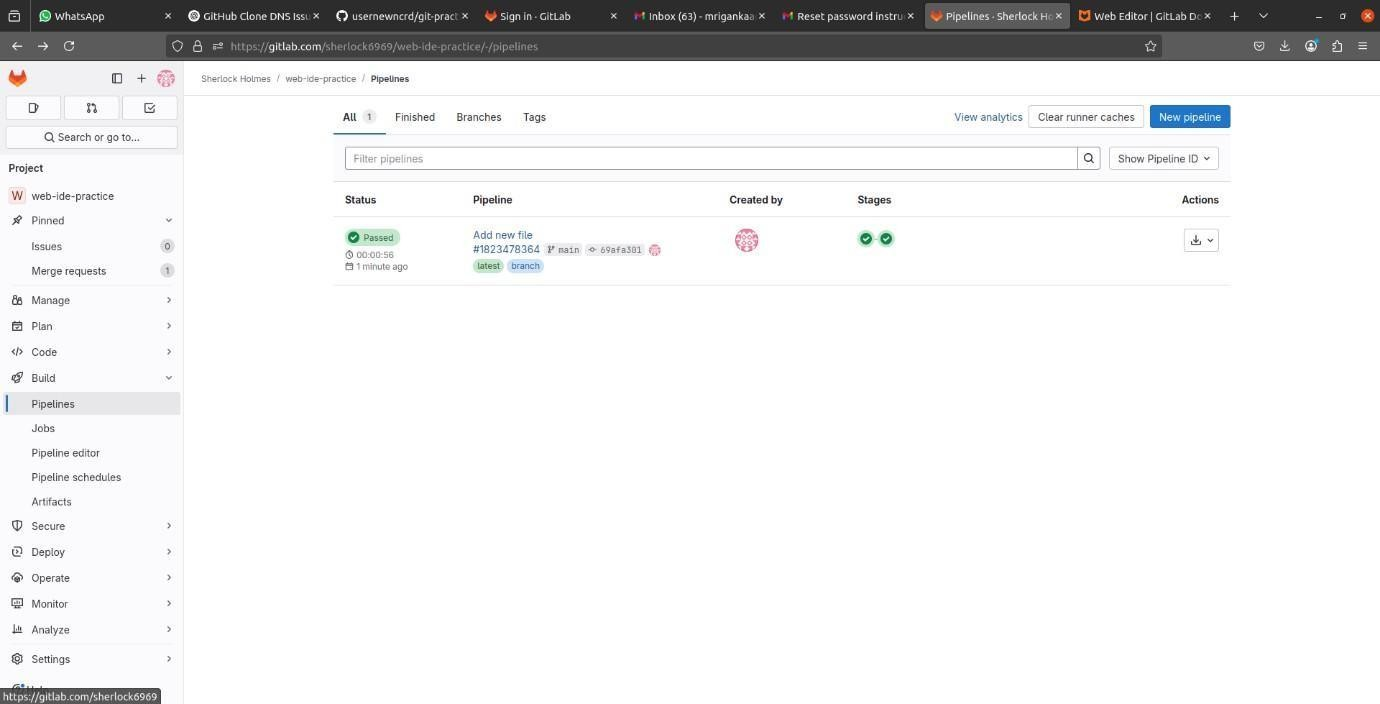 WhatsApp
GitHub Clone DNS Issu
usernewncrd/git-pract
Sign in · GitLab
Inbox (63) - mrigankaa
Reset password instru
Pipelines · Sherlock Ho
Web Editor | GitLab Do
https://gitlab.com/sherlock6969/web-ide-practice/-/pipelines
Sherlock Holmes / web-ide-practice / Pipelines
Search or go to...
Project
W web-ide-practice
Pinned
Issues 0
Merge requests 1
Manage
Plan
Code
Build
Pipelines
Jobs
Pipeline editor
Pipeline schedules
Artifacts
Secure
Deploy
Operate
Monitor
Analyze
Settings
https://gitlab.com/sherlock6969
All 1 Finished Branches Tags
View analytics Clear runner caches New pipeline
Filter pipelines Show Pipeline ID
Status Pipeline Created by Stages Actions
Passed
00:00:56
1 minute ago
Add new file
#1823478364 main 69afa301
latest branch